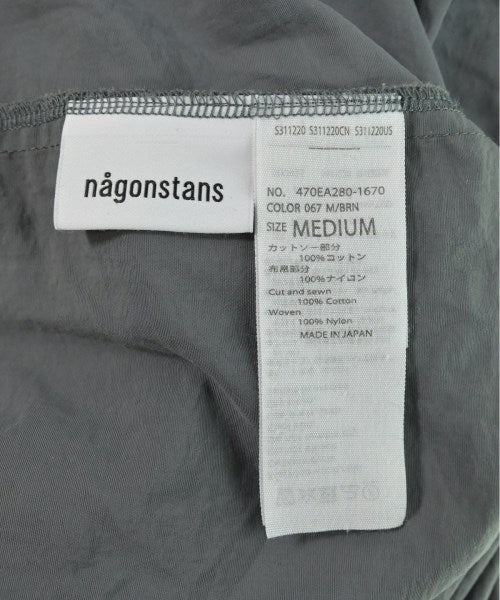 någonstans
S311220 S311220CN S311220US
NO. 470EA280-1670
COLOR 067 M/BRN
SIZE MEDIUM
カットソー部分
100%コットン
布帛部分
100%ナイロン
Cut and sewn
100% Cotton
Woven
100% Nylon
MADE IN JAPAN